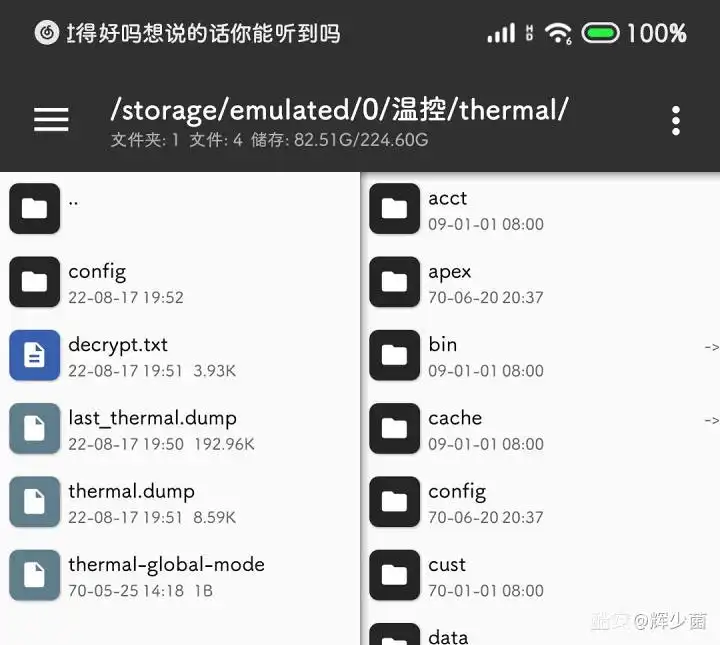 得好吗想说的话你能听到吗
HD
6
100%
/storage/emulated/0/温控/thermal/
文件夹: 1 文件: 4 储存: 82.51G/224.60G
..
config
22-08-17 19:52
decrypt.txt
22-08-17 19:51 3.93K
last_thermal.dump
22-08-17 19:50 192.96K
thermal.dump
22-08-17 19:51 8.59K
thermal-global-mode
70-05-25 14:18 1B
acct
09-01-01 08:00
apex
70-06-20 20:37
bin
->
09-01-01 08:00
cache
->
09-01-01 08:00
config
70-06-20 20:37
cust
70-01-01 08:00
data
@辉少菌